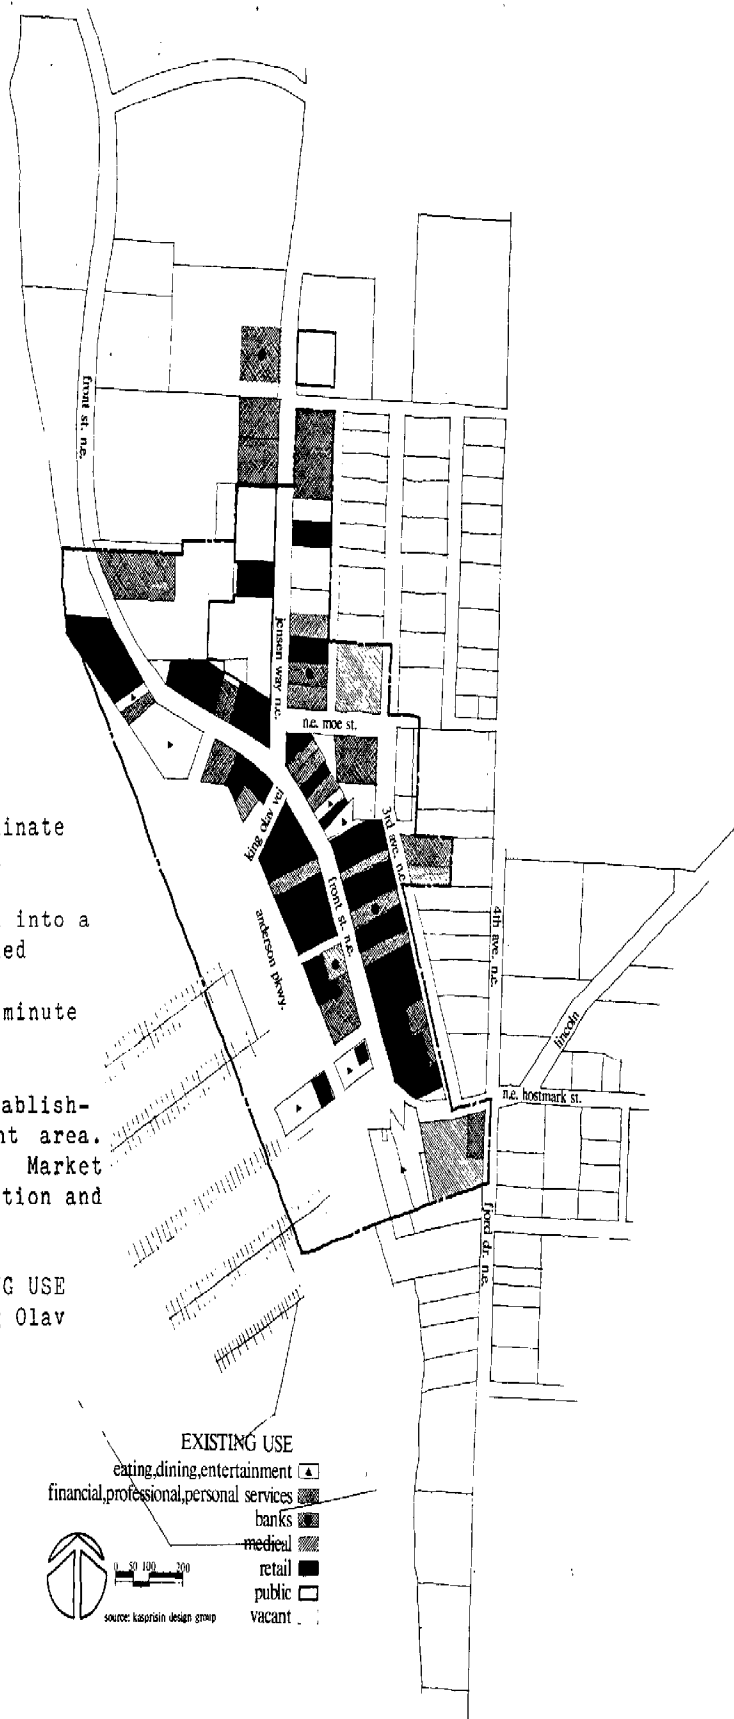 front st. n.e.
jensen way n.e.
n.e. moe st.
king olav vei
3rd ave. n.e.
front st. n.e.
anderson pkwy.
4th ave. n.e.
lincoln
n.e. hostmark st.
fjord dr. n.e.
inate
into a
ed
minute
ablish-
nt area.
Market
tion and
G USE
Olav
EXISTING USE
eating,dining,entertainment
financial,professional,personal services
banks
medical
retail
public
vacant
0 50 100 200
source: kasprisin design group